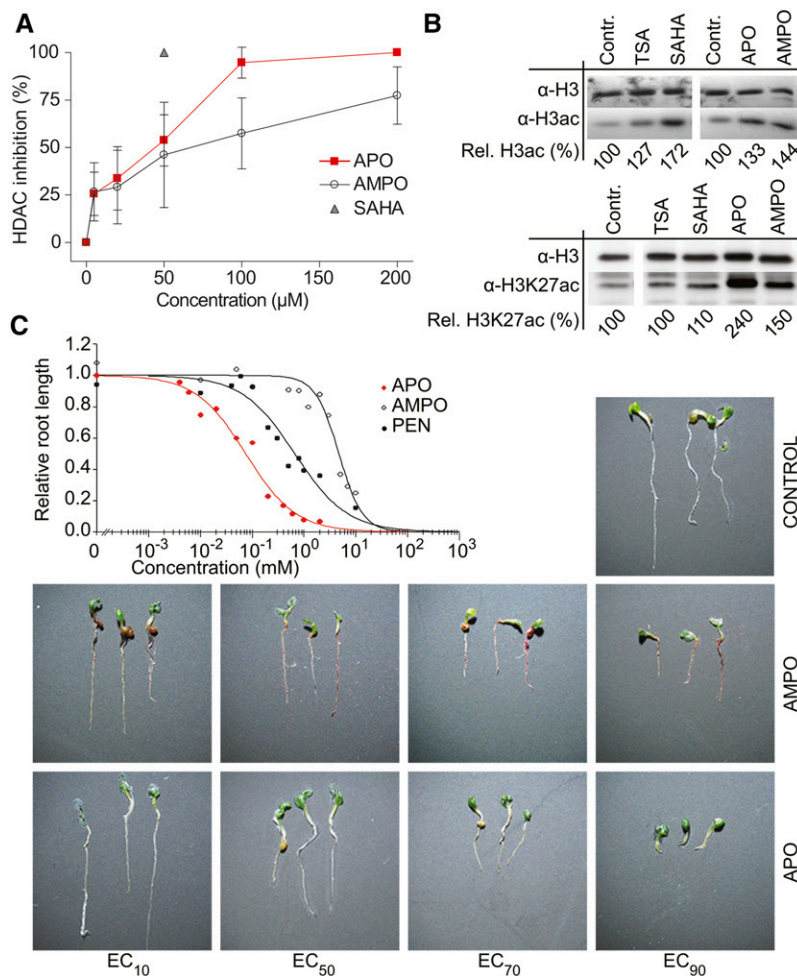 A
HDAC inhibition (%)
100
75
50
25
0
0
50
100
150
200
Concentration (µM)
APO
AMPO
SAHA
B
Contr.
TSA
SAHA
Contr.
APO
AMPO
α-H3
α-H3ac
Rel. H3ac (%)
100
127
172
100
133
144
Contr.
TSA
SAHA
APO
AMPO
α-H3
α-H3K27ac
Rel. H3K27ac (%)
100
100
110
240
150
C
Relative root length
1.2
1.0
0.8
0.6
0.4
0.2
0.0
0
10⁻³
10⁻²
10⁻¹
10⁰
10¹
10²
10³
Concentration (mM)
APO
AMPO
PEN
CONTROL
AMPO
APO
EC₁₀
EC₅₀
EC₇₀
EC₉₀